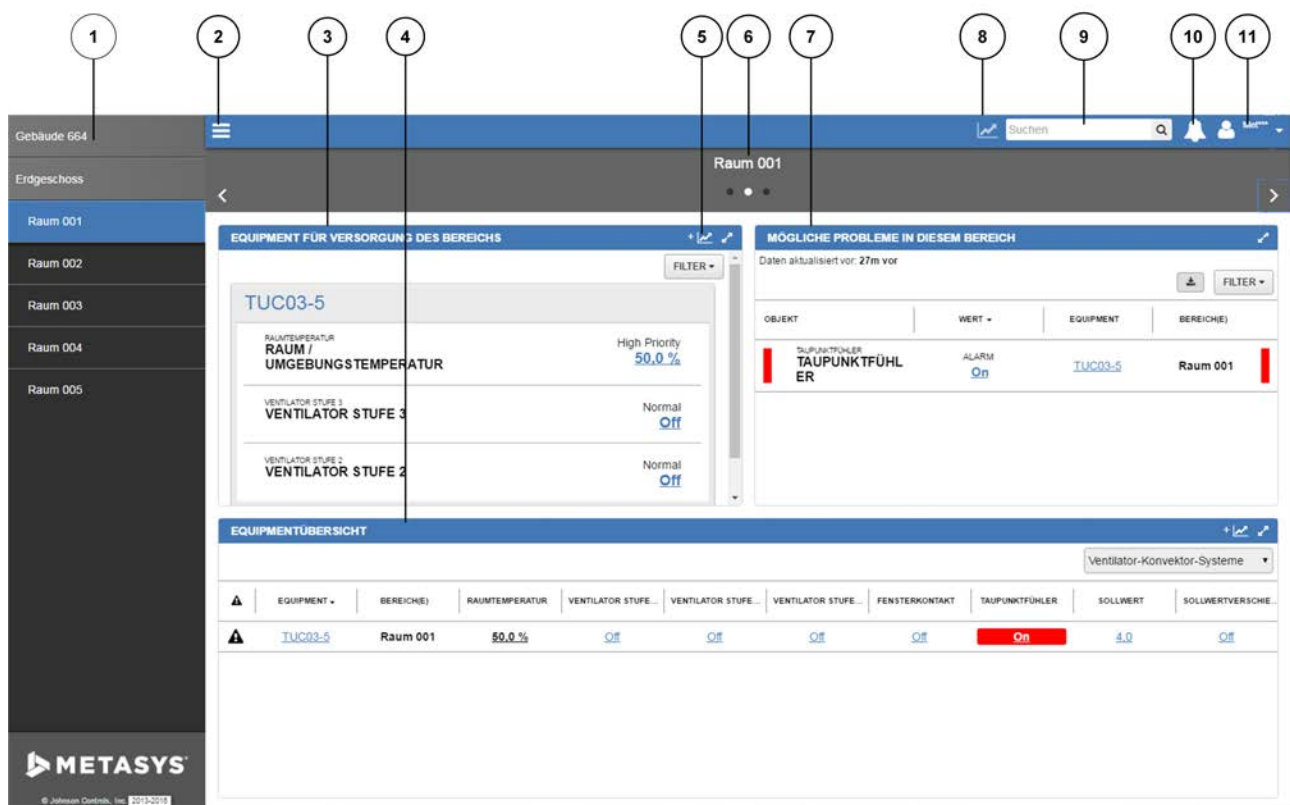 1 2 3 4 5 6 7 8 9 10 11
Gebäude 664
Erdgeschoss
Raum 001
Raum 002
Raum 003
Raum 004
Raum 005
METASYS
© Johnson Controls, Inc. 2013-2016
Suchen
Raum 001
EQUIPMENT FÜR VERSORGUNG DES BEREICHS
FILTER
TUC03-5
RAUMTEMPERATUR
RAUM /
UMGEBUNGSTEMPERATUR
High Priority
50,0 %
VENTILATOR STUFE 3
VENTILATOR STUFE 3
Normal
Off
VENTILATOR STUFE 2
VENTILATOR STUFE 2
Normal
Off
MÖGLICHE PROBLEME IN DIESEM BEREICH
Daten aktualisiert vor: 27m vor
FILTER
OBJEKT WERT EQUIPMENT BEREICH(E)
TAUPUNKTFÜHLER
TAUPUNKTFÜHL
ER
ALARM
On
TUC03-5
Raum 001
EQUIPMENTÜBERSICHT
Ventilator-Konvektor-Systeme
EQUIPMENT BEREICH(E) RAUMTEMPERATUR VENTILATOR STUFE... VENTILATOR STUFE... VENTILATOR STUFE... FENSTERKONTAKT TAUPUNKTFÜHLER SOLLWERT SOLLWERTVERSCHIE...
TUC03-5 Raum 001 50,0 % Off Off Off Off On 4.0 Off